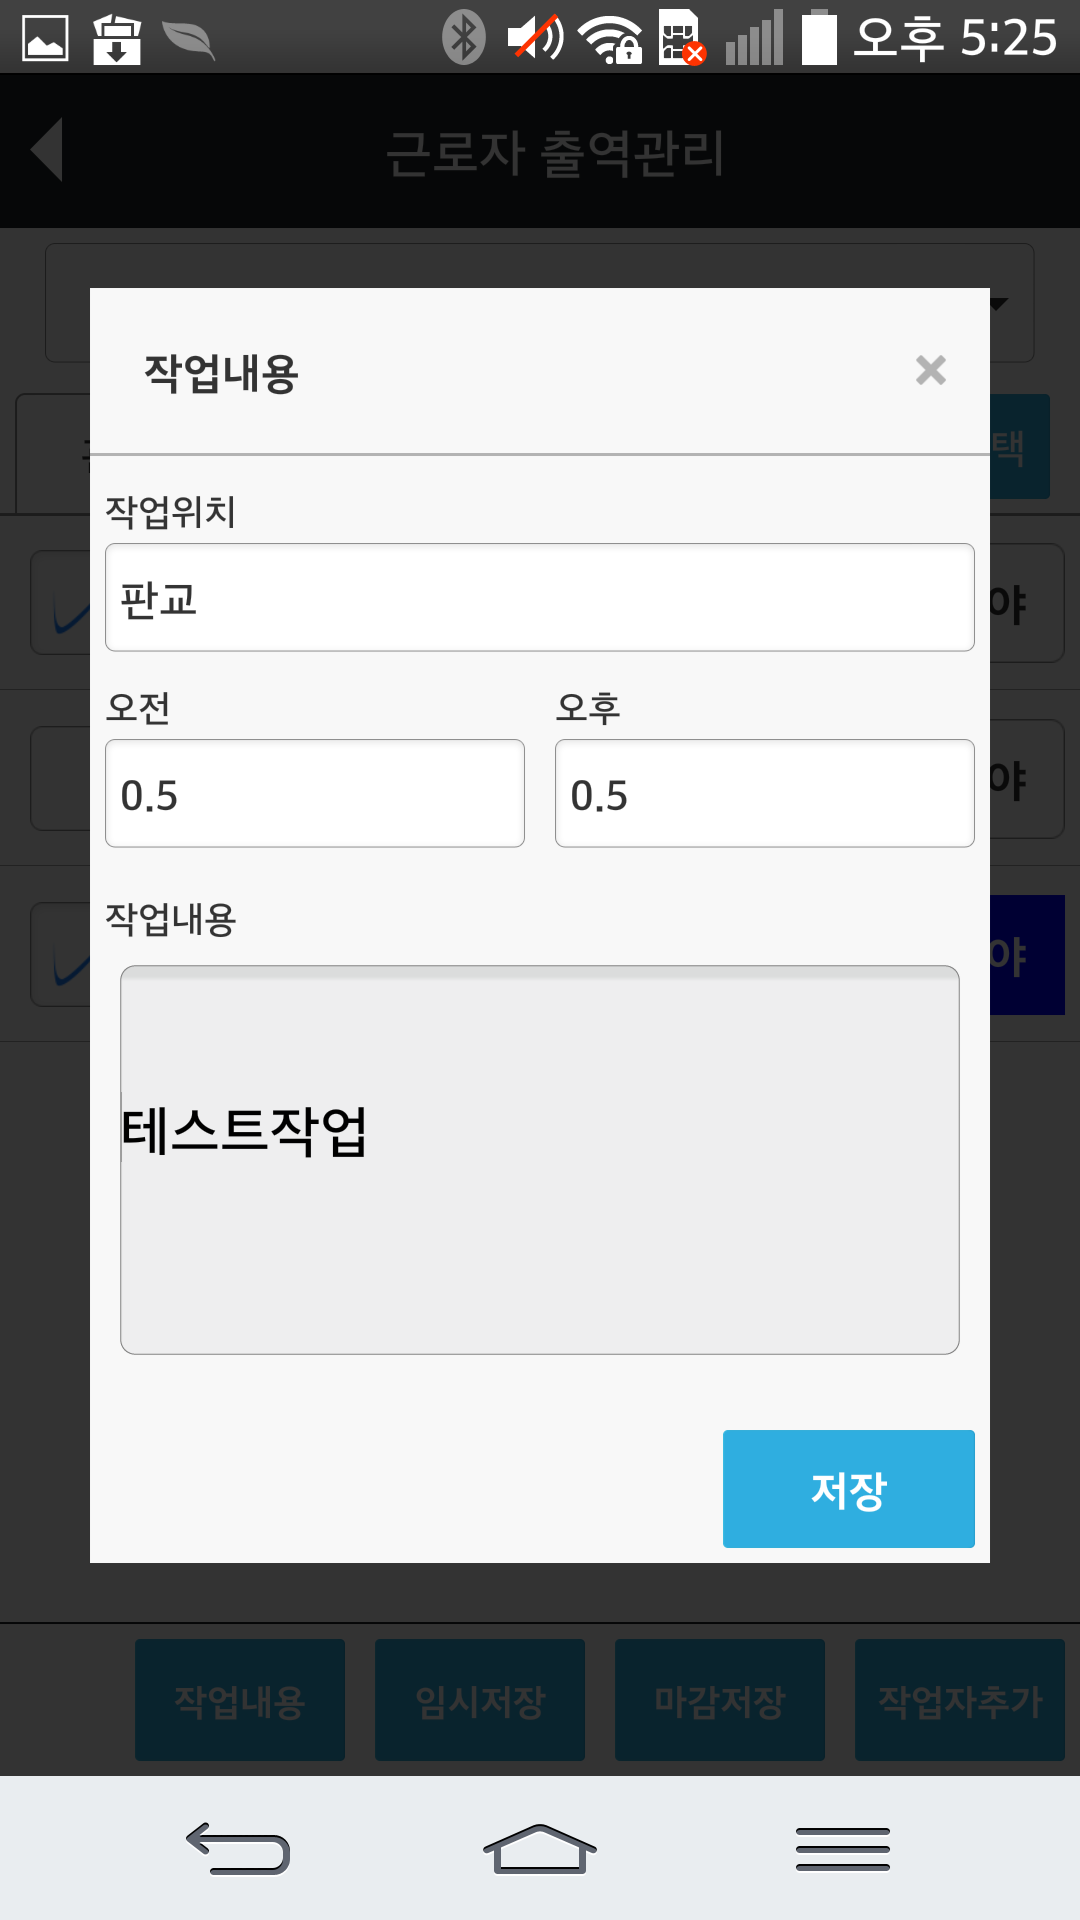 오후 5:25
근로자 출역관리
택
작업내용
작업위치
판교
야
오전 오후
0.5 0.5
야
작업내용
야
테스트작업
저장
작업내용 임시저장 마감저장 작업자추가